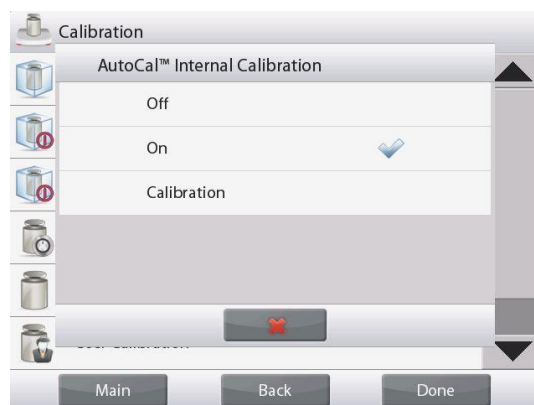 Calibration
AutoCal™ Internal Calibration
Off
On
Calibration
Main
Back
Done